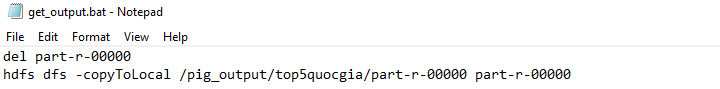 get_output.bat - Notepad
File Edit Format View Help
del part-r-00000
hdfs dfs -copyToLocal /pig_output/top5quocgia/part-r-00000 part-r-00000